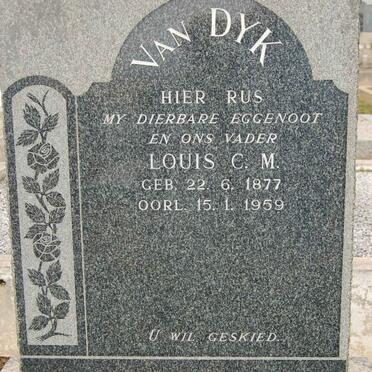 VAN DYK
HIER RUS
MY DIERBARE EGGENOOT
EN ONS VADER
LOUIS C. M.
GEB. 22. 6. 1877
OORL. 15. 1. 1959
U WIL GESKIED..